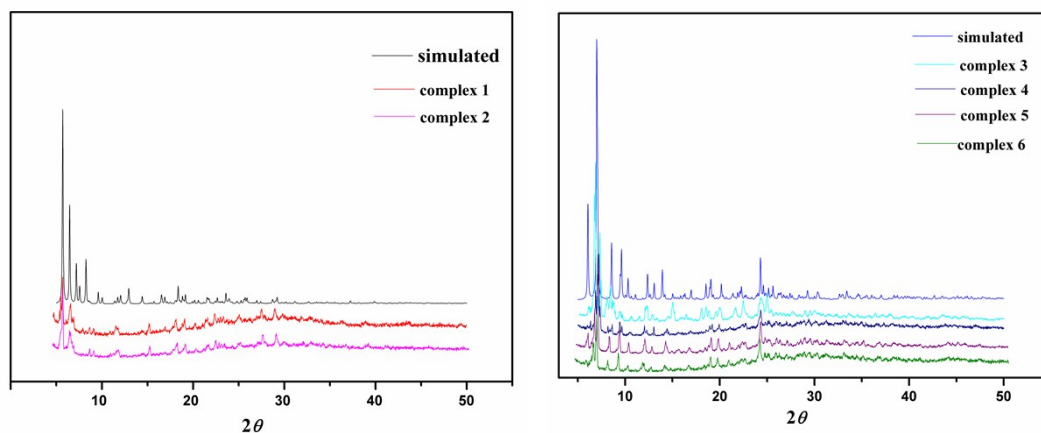 simulated
complex 1
complex 2
10 20 30 40 50
2θ
simulated
complex 3
complex 4
complex 5
complex 6
10 20 30 40 50
2θ